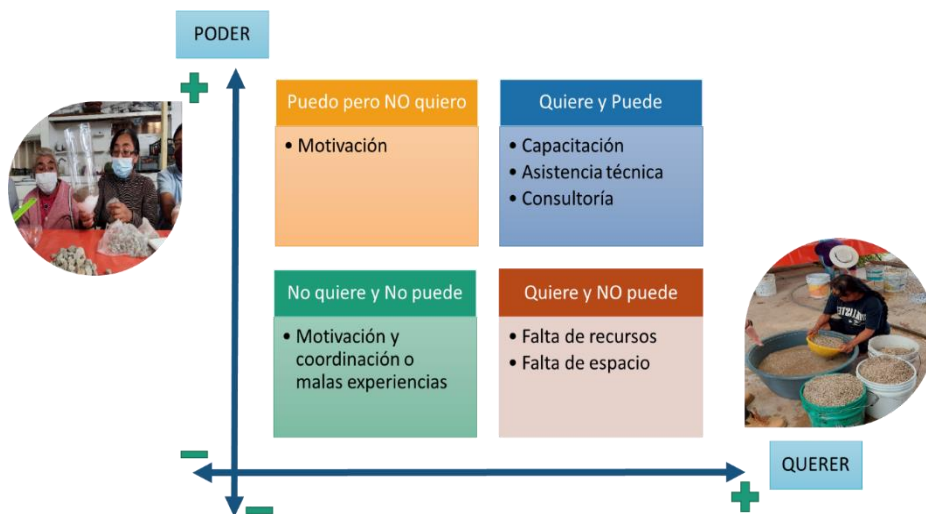 PODER
Puedo pero NO quiero
• Motivación
Quiere y Puede
• Capacitación
• Asistencia técnica
• Consultoría
No quiere y No puede
• Motivación y
coordinación o
malas experiencias
Quiere y NO puede
• Falta de recursos
• Falta de espacio
QUERER